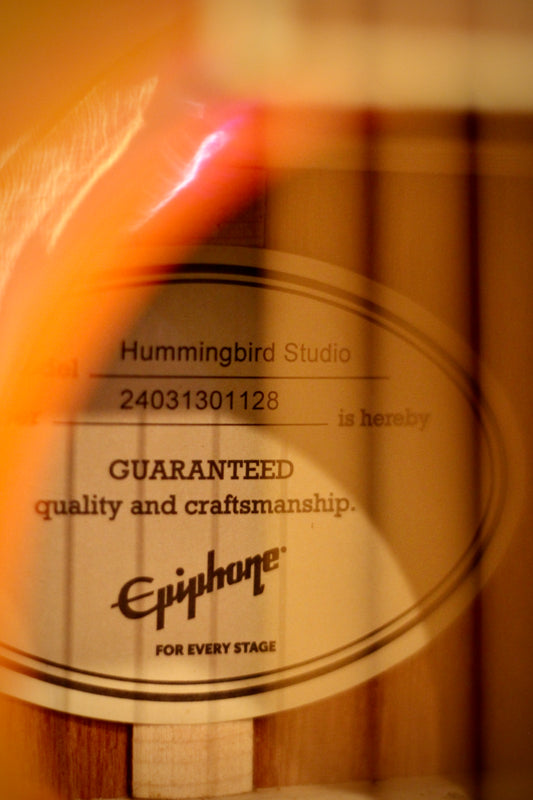 Hummingbird Studio
24031301128
is hereby
GUARANTEED
quality and craftsmanship.
Epiphone
FOR EVERY STAGE